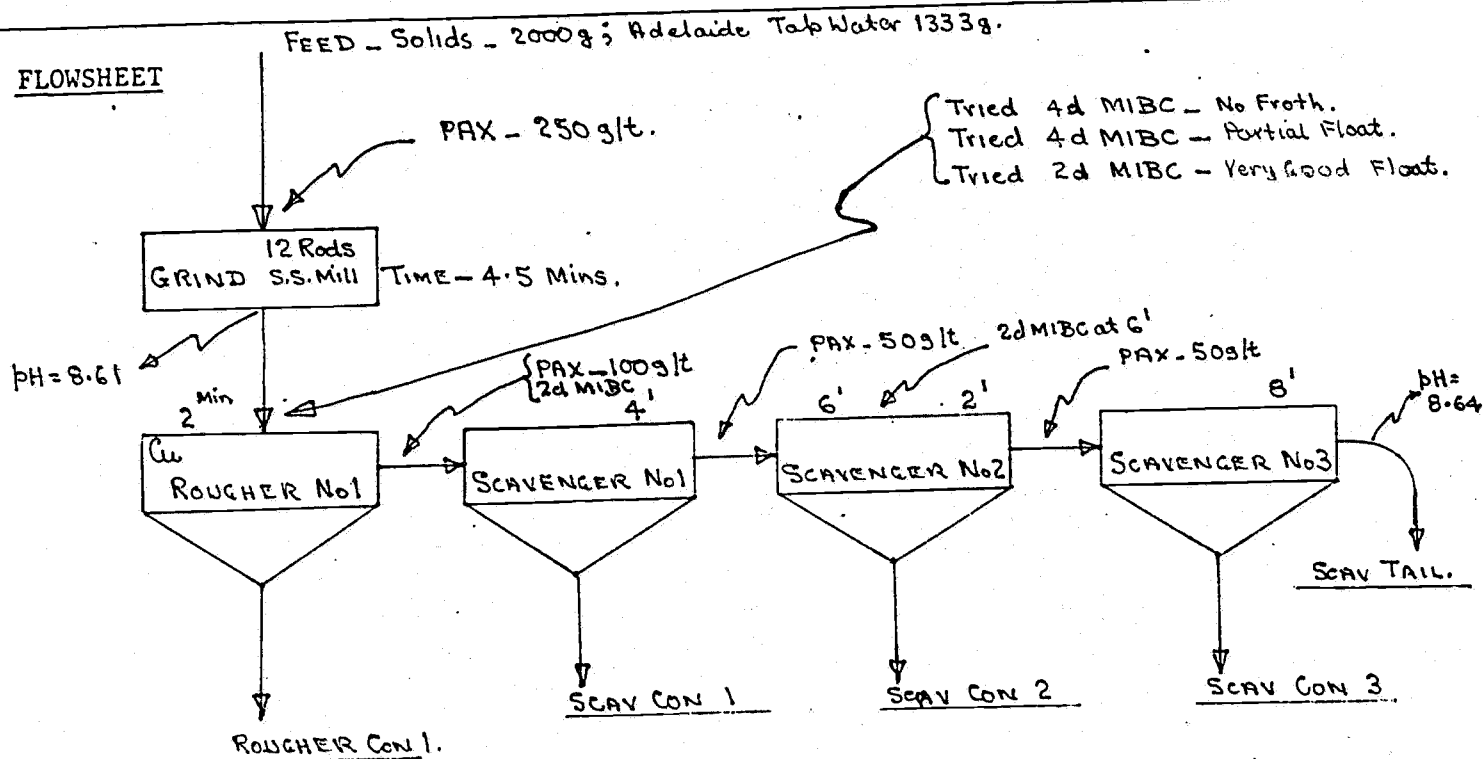 FEED - Solids - 2000g; Adelaide Tap Water 1333g.
FLOWSHEET
PAX - 250 g/t.
Tried 4d MIBC - No Froth.
Tried 4d MIBC - Partial Float.
Tried 2d MIBC - Very Good Float.
12 Rods
GRIND S.S. Mill
TIME - 4.5 Mins.
pH = 8.61
2 Min
PAX - 100g/t
2d MIBC
4'
PAX - 50g/t
2d MIBC at 6'
6' 2'
PAX - 50g/t
8'
pH =
8.64
Cu
ROUGHER No1
SCAVENGER No1
SCAVENGER No2
SCAVENGER No3
SCAV TAIL.
SCAV CON 1
SCAV CON 2
SCAV CON 3
ROUGHER CON 1.